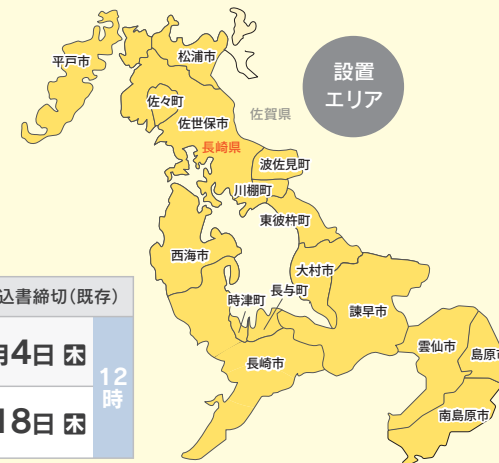 平戸市
松浦市
設置
エリア
佐々町
佐賀県
佐世保市
長崎県
波佐見町
川棚町
東彼杵町
西海市
大村市
長与町
時津町
諫早市
雲仙市
島原市
長崎市
南島原市
込書締切(既存)
月4日 木
18日 木
12
時